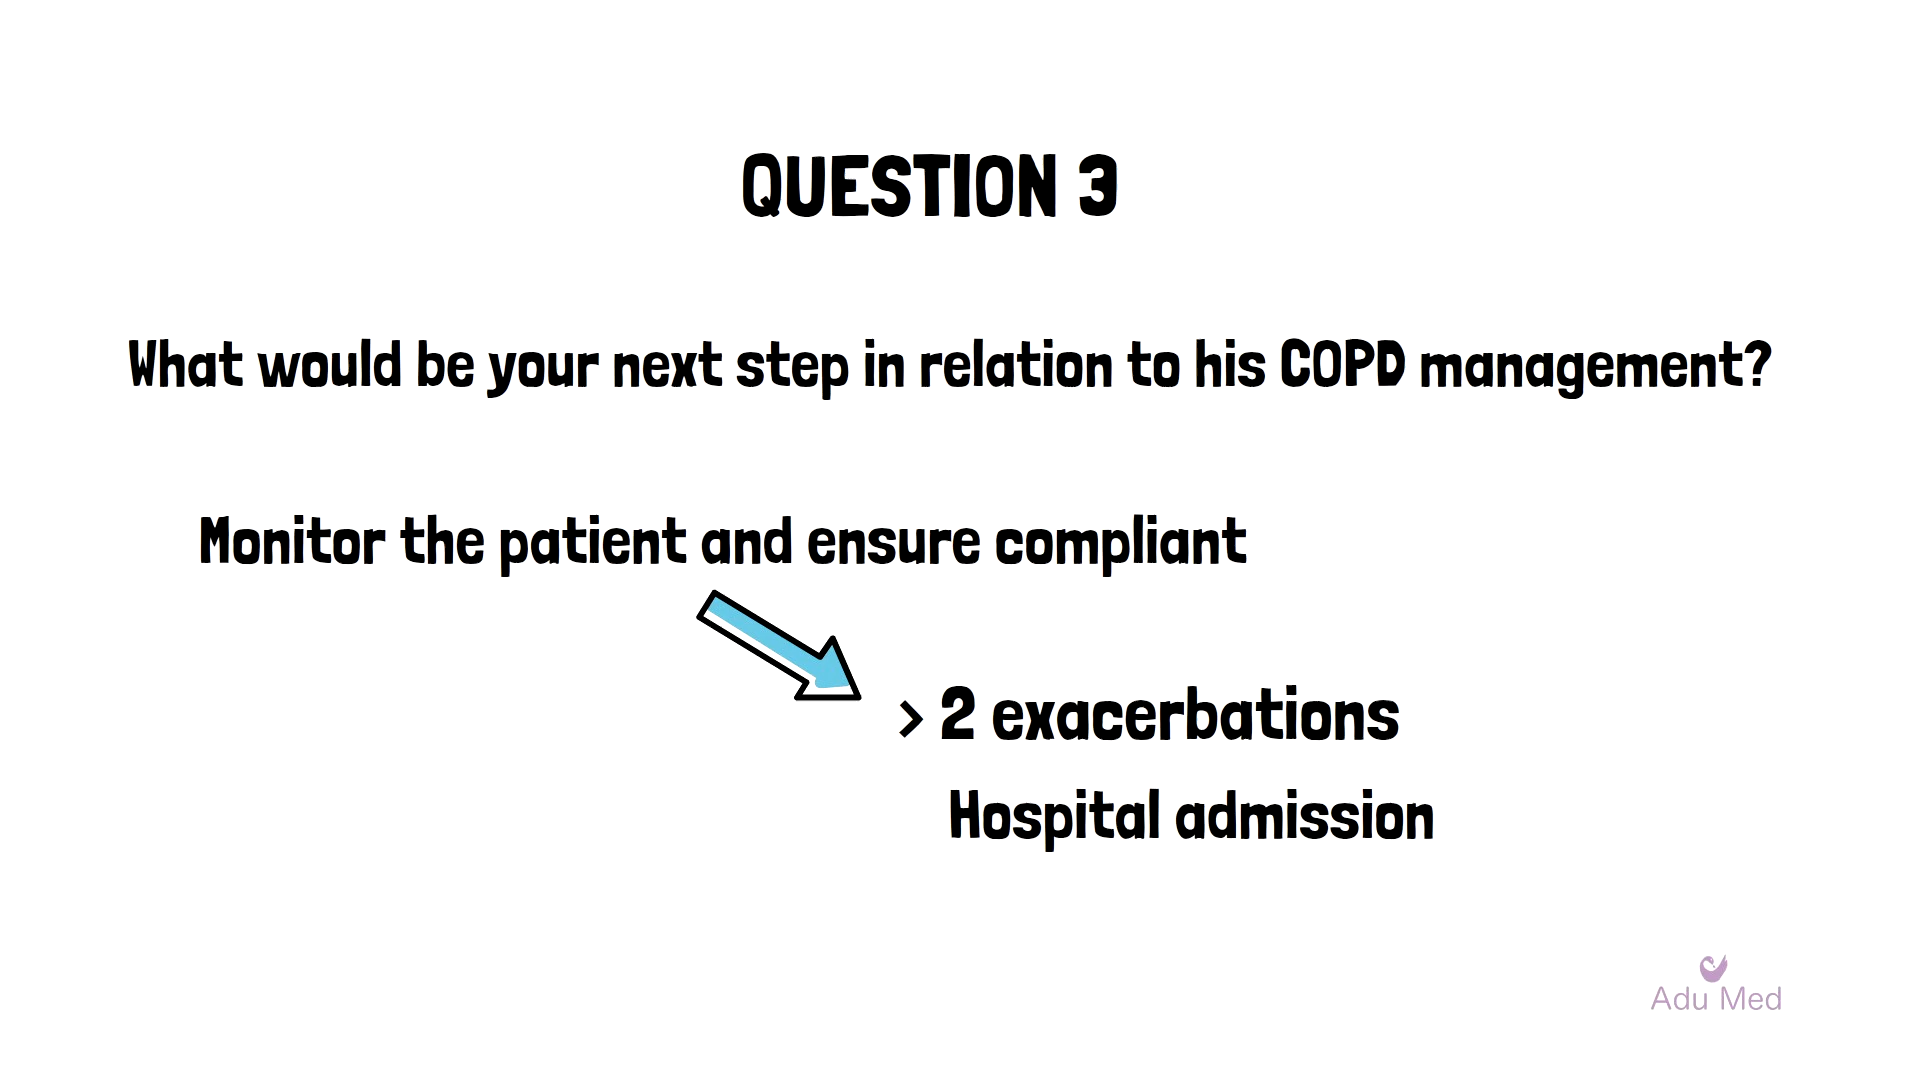 QUESTION 3
What would be your next step in relation to his COPD management?
Monitor the patient and ensure compliant
> 2 exacerbations
Hospital admission
Adu Med